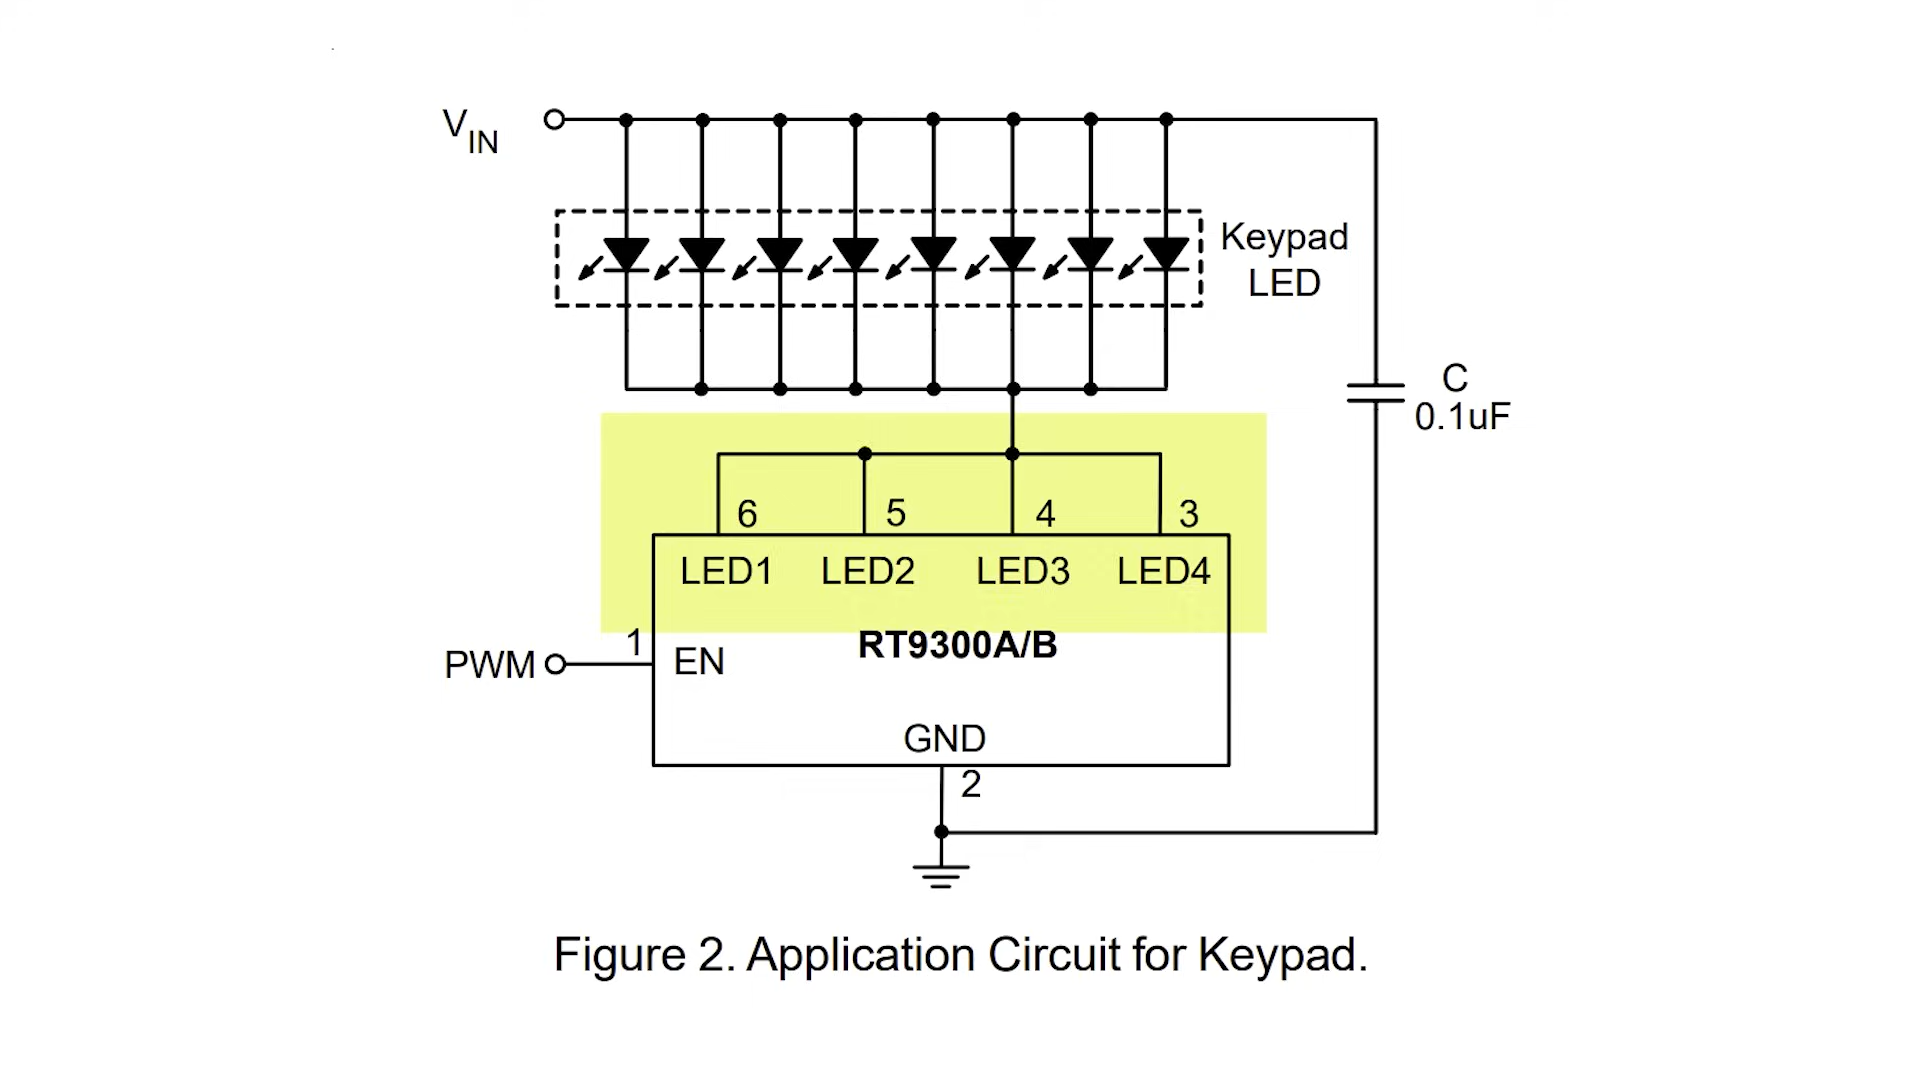 V IN
Keypad
LED
C
0.1uF
6 5 4 3
LED1 LED2 LED3 LED4
1
RT9300A/B
PWM EN
GND
2
Figure 2. Application Circuit for Keypad.